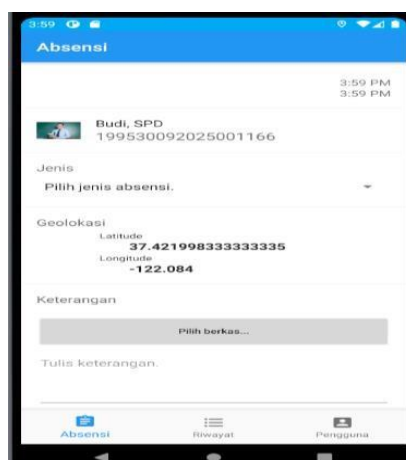 3:59
Absensi
3:59 PM
3:59 PM
Budi, SPD
199530092025001166
Jenis
Pilih jenis absensi.
Geolokasi
Latitude
37.421998333333335
Longitude
-122.084
Keterangan
Pilih berkas...
Tulis keterangan.
Absensi
Riwayat
Pengguna